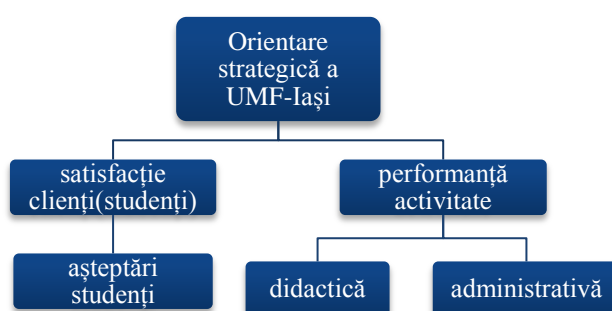 Orientare
strategică a
UMF-Iași
satisfacție
clienți(studenți)
performanță
activitate
așteptări
studenți
didactică
administrativă